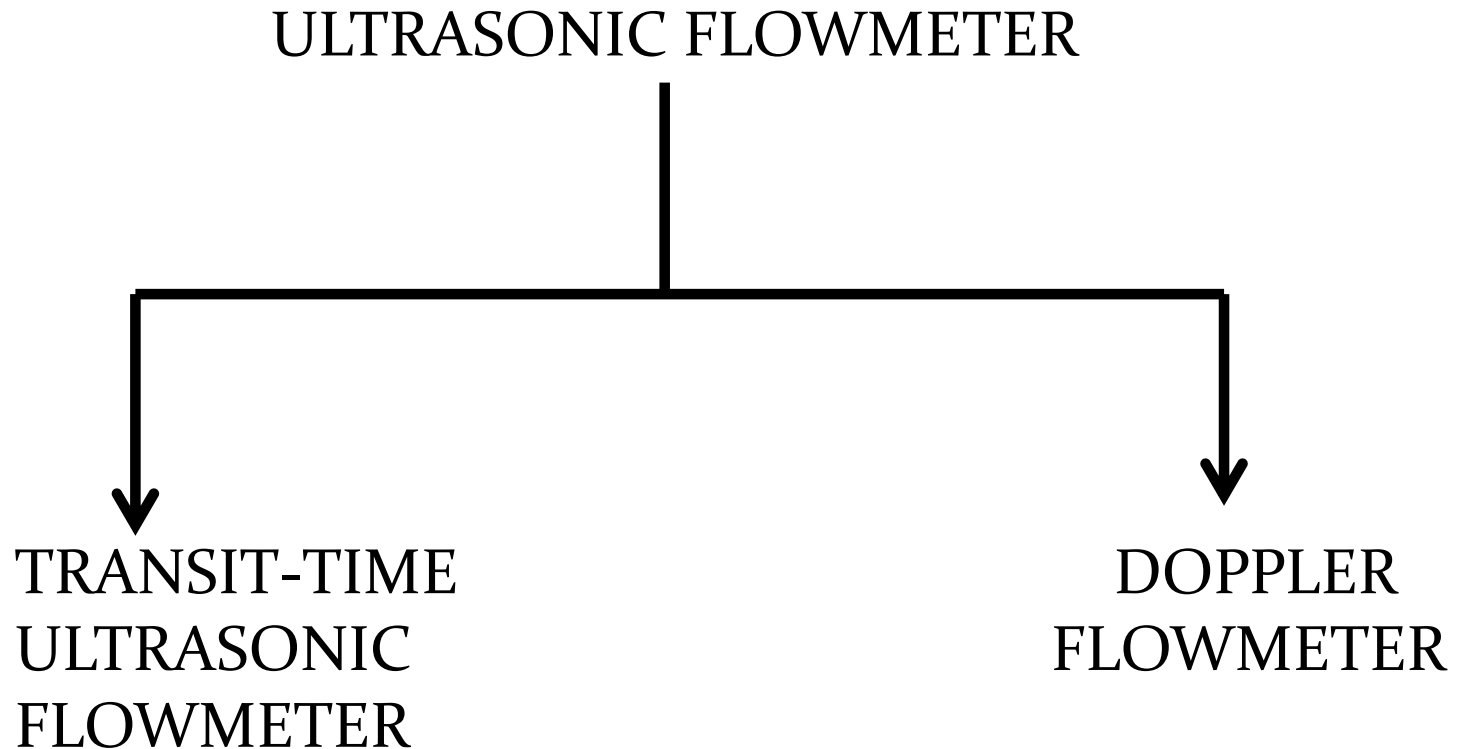 ULTRASONIC FLOWMETER
TRANSIT-TIME
ULTRASONIC
FLOWMETER
DOPPLER
FLOWMETER